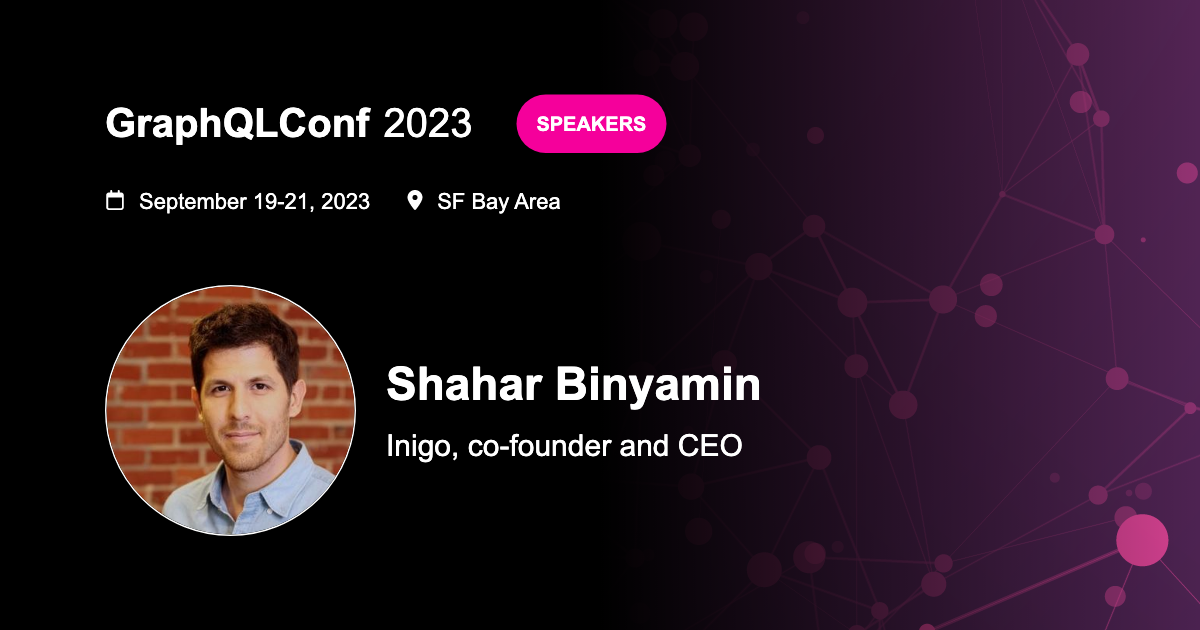 GraphQLConf 2023 SPEAKERS
September 19-21, 2023 SF Bay Area
Shahar Binyamin
Inigo, co-founder and CEO